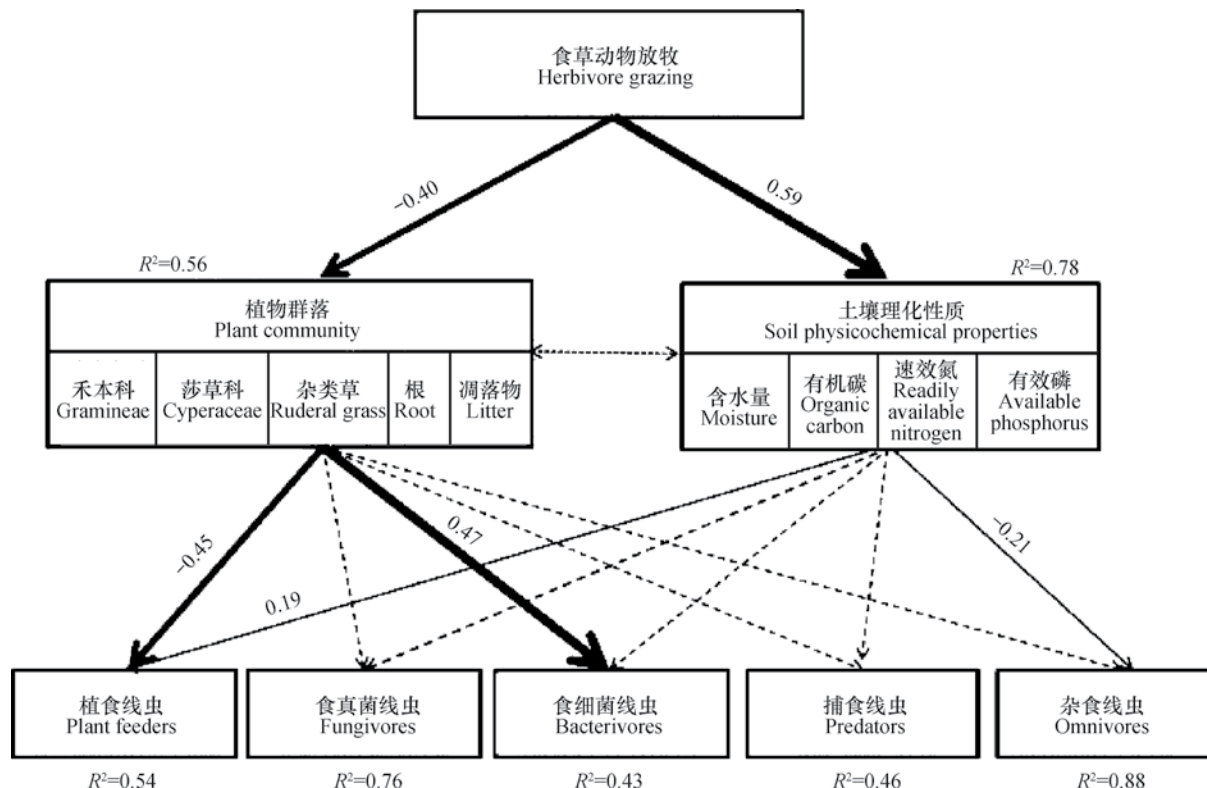 食草动物放牧
Herbivore grazing
−0.40
0.59
R²=0.56
R²=0.78
植物群落
Plant community
土壤理化性质
Soil physicochemical properties
禾本科
Gramineae
莎草科
Cyperaceae
杂类草
Ruderal grass
根
Root
凋落物
Litter
含水量
Moisture
有机碳
Organic
carbon
速效氮
Readily
available
nitrogen
有效磷
Available
phosphorus
−0.45
0.47
0.19
−0.21
植食线虫
Plant feeders
食真菌线虫
Fungivores
食细菌线虫
Bacterivores
捕食线虫
Predators
杂食线虫
Omnivores
R²=0.54
R²=0.76
R²=0.43
R²=0.46
R²=0.88